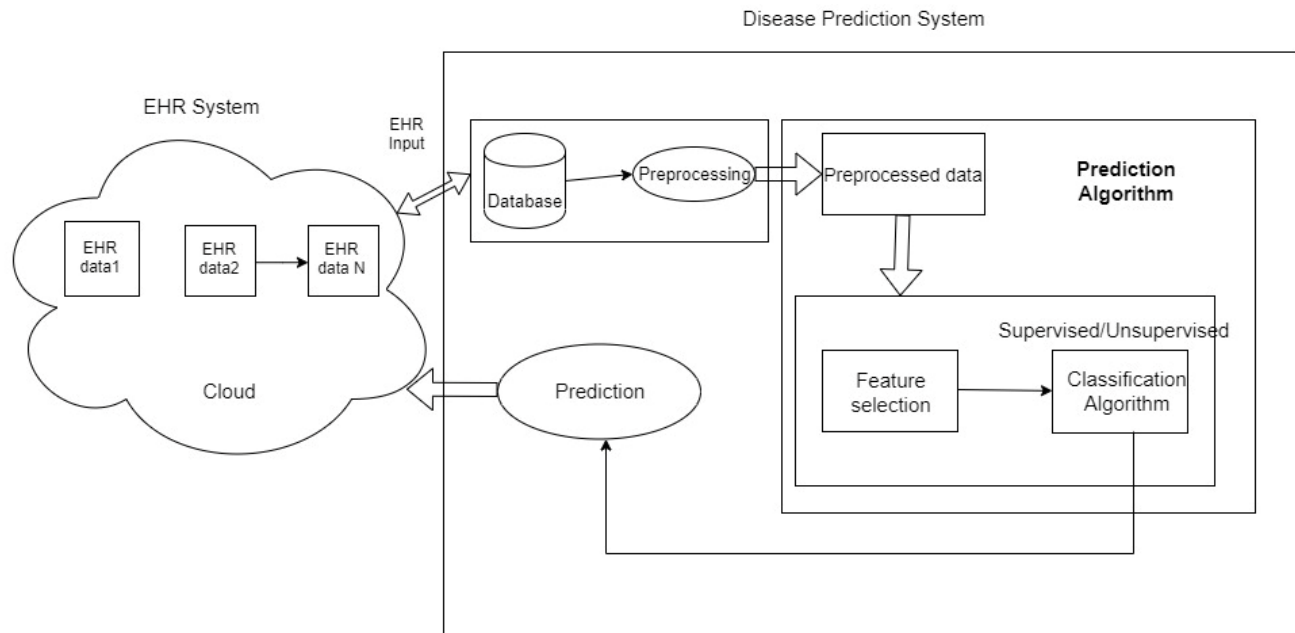 Disease Prediction System
EHR System
EHR
Input
Database
Preprocessing
Preprocessed data
Prediction
Algorithm
EHR
data1
EHR
data2
EHR
data N
Cloud
Prediction
Supervised/Unsupervised
Feature
selection
Classification
Algorithm